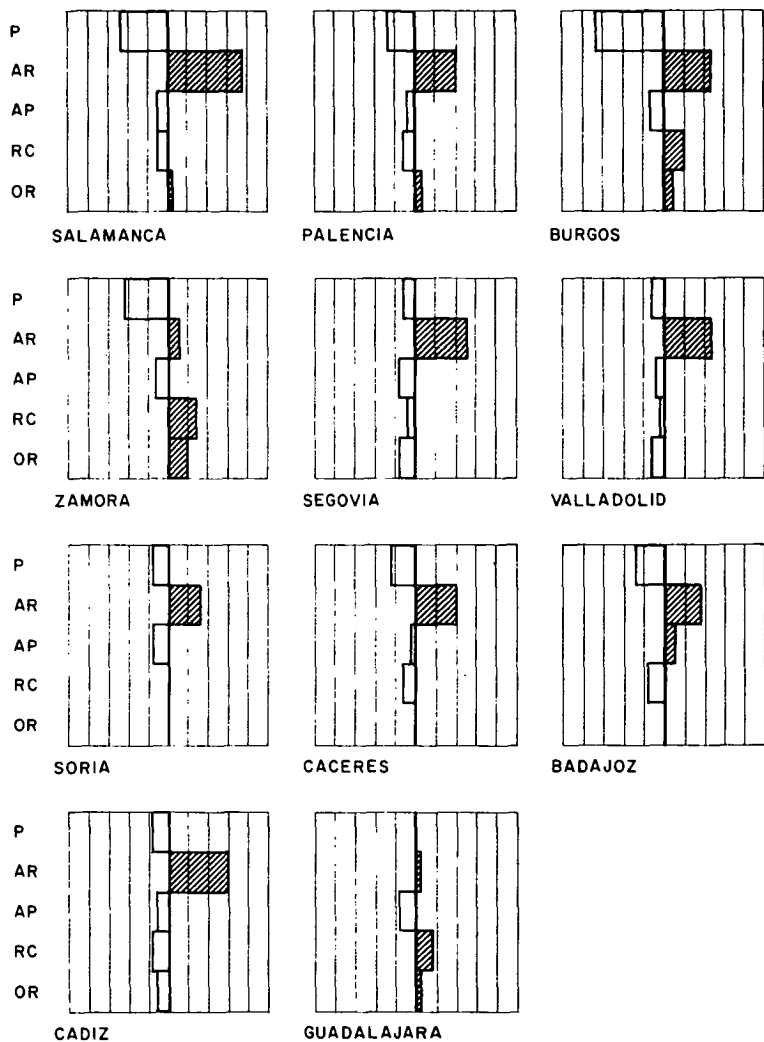 P
AR
AP
RC
OR
SALAMANCA PALENCIA BURGOS
P
AR
AP
RC
OR
ZAMORA SEGOVIA VALLADOLID
P
AR
AP
RC
OR
SORIA CACERES BADAJOZ
P
AR
AP
RC
OR
CADIZ GUADALAJARA